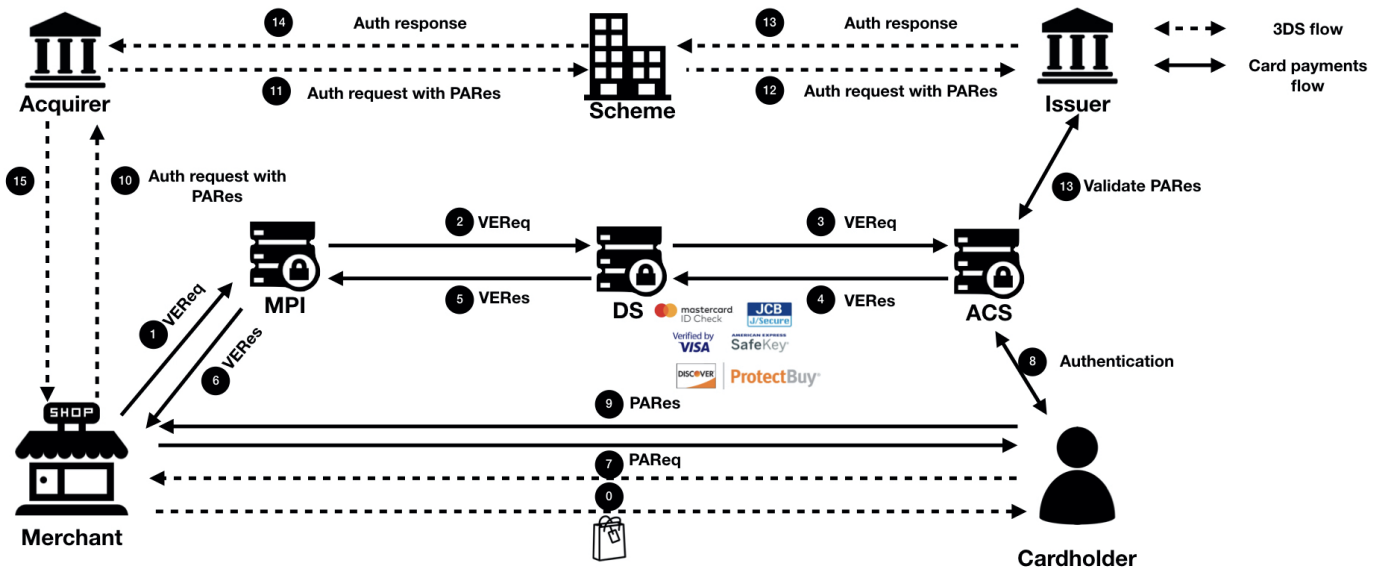 14 Auth response
13 Auth response
3DS flow
Card payments
flow
11 Auth request with PARes
12 Auth request with PARes
Acquirer
Scheme
Issuer
15
10 Auth request with
PARes
13 Validate PARes
2 VEReq
3 VEReq
MPI
5 VERes
DS
4 VERes
ACS
1 VEReq
6 VERes
mastercard
ID Check
JCB
J/Secure
Verified by
VISA
AMERICAN EXPRESS
SafeKey®
DISCOVER
ProtectBuy®
8 Authentication
9 PARes
SHOP
7 PAReq
0
Merchant
Cardholder